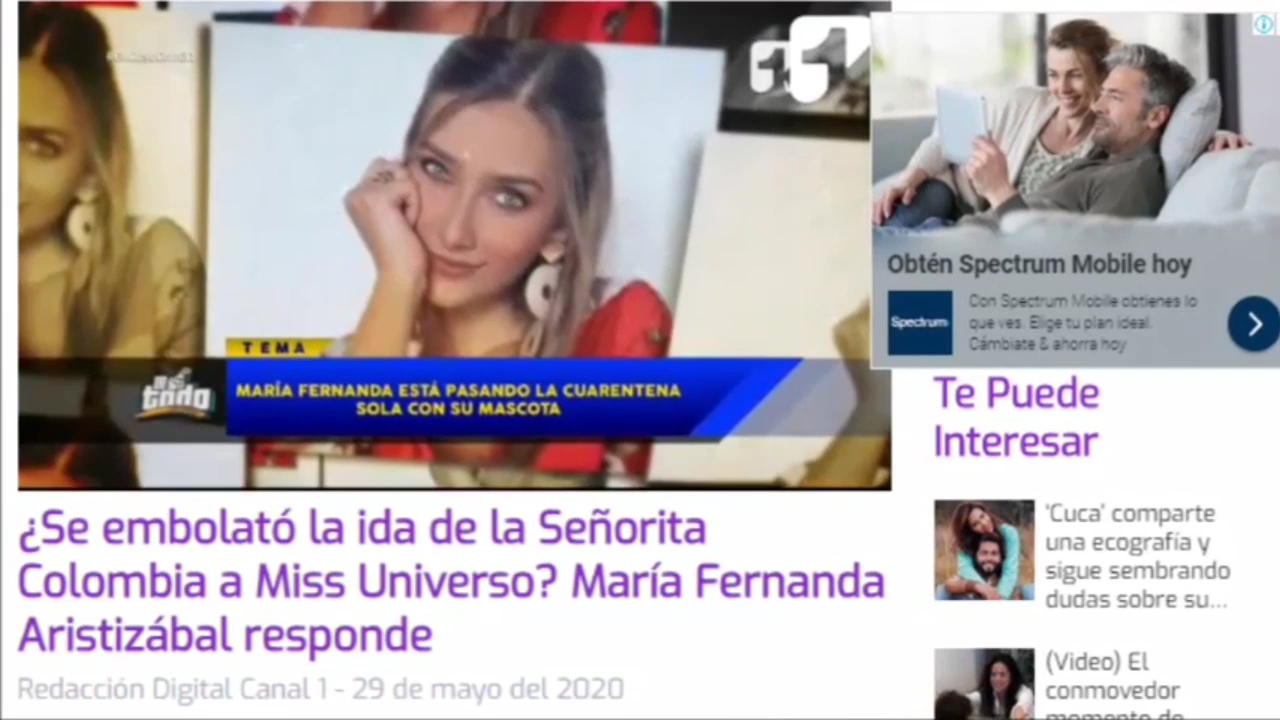 TEMA
MARÍA FERNANDA ESTÁ PASANDO LA CUARENTENA
SOLA CON SU MASCOTA
¿Se embolató la ida de la Señorita
Colombia a Miss Universo? María Fernanda
Aristizábal responde
Redacción Digital Canal 1 - 29 de mayo del 2020
Obtén Spectrum Mobile hoy
Spectrum
Con Spectrum Mobile obtienes lo
que ves. Elige tu plan ideal.
Cámbiate & ahorra hoy
Te Puede
Interesar
'Cuca' comparte
una ecografía y
sigue sembrando
dudas sobre su...
(Video) El
conmovedor
momento de